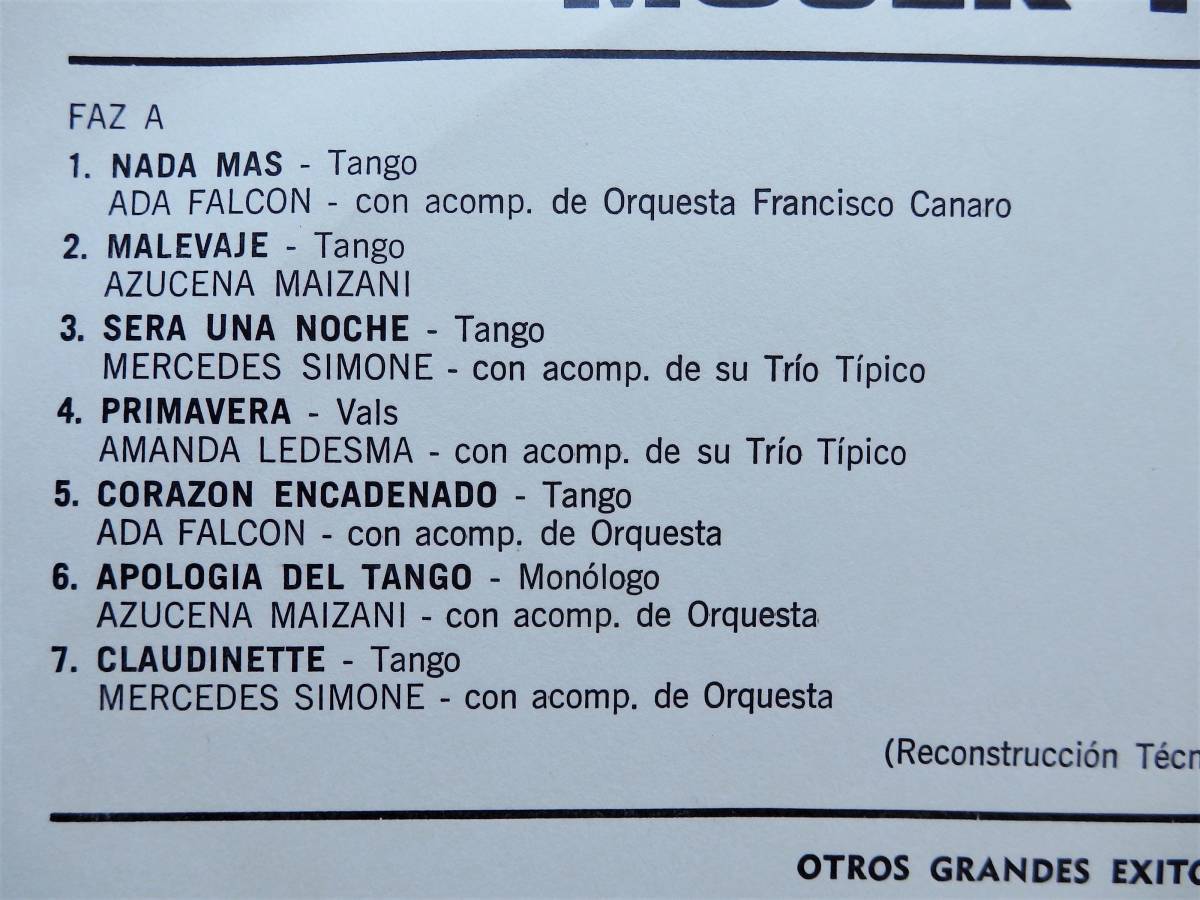 FAZ A
1. NADA MAS - Tango
ADA FALCON - con acomp. de Orquesta Francisco Canaro
2. MALEVAJE - Tango
AZUCENA MAIZANI
3. SERA UNA NOCHE - Tango
MERCEDES SIMONE - con acomp. de su Trío Típico
4. PRIMAVERA - Vals
AMANDA LEDESMA - con acomp. de su Trío Típico
5. CORAZON ENCADENADO - Tango
ADA FALCON - con acomp. de Orquesta
6. APOLOGIA DEL TANGO - Monólogo
AZUCENA MAIZANI - con acomp. de Orquesta
7. CLAUDINETTE - Tango
MERCEDES SIMONE - con acomp. de Orquesta
(Reconstrucción Técn
OTROS GRANDES EXITO